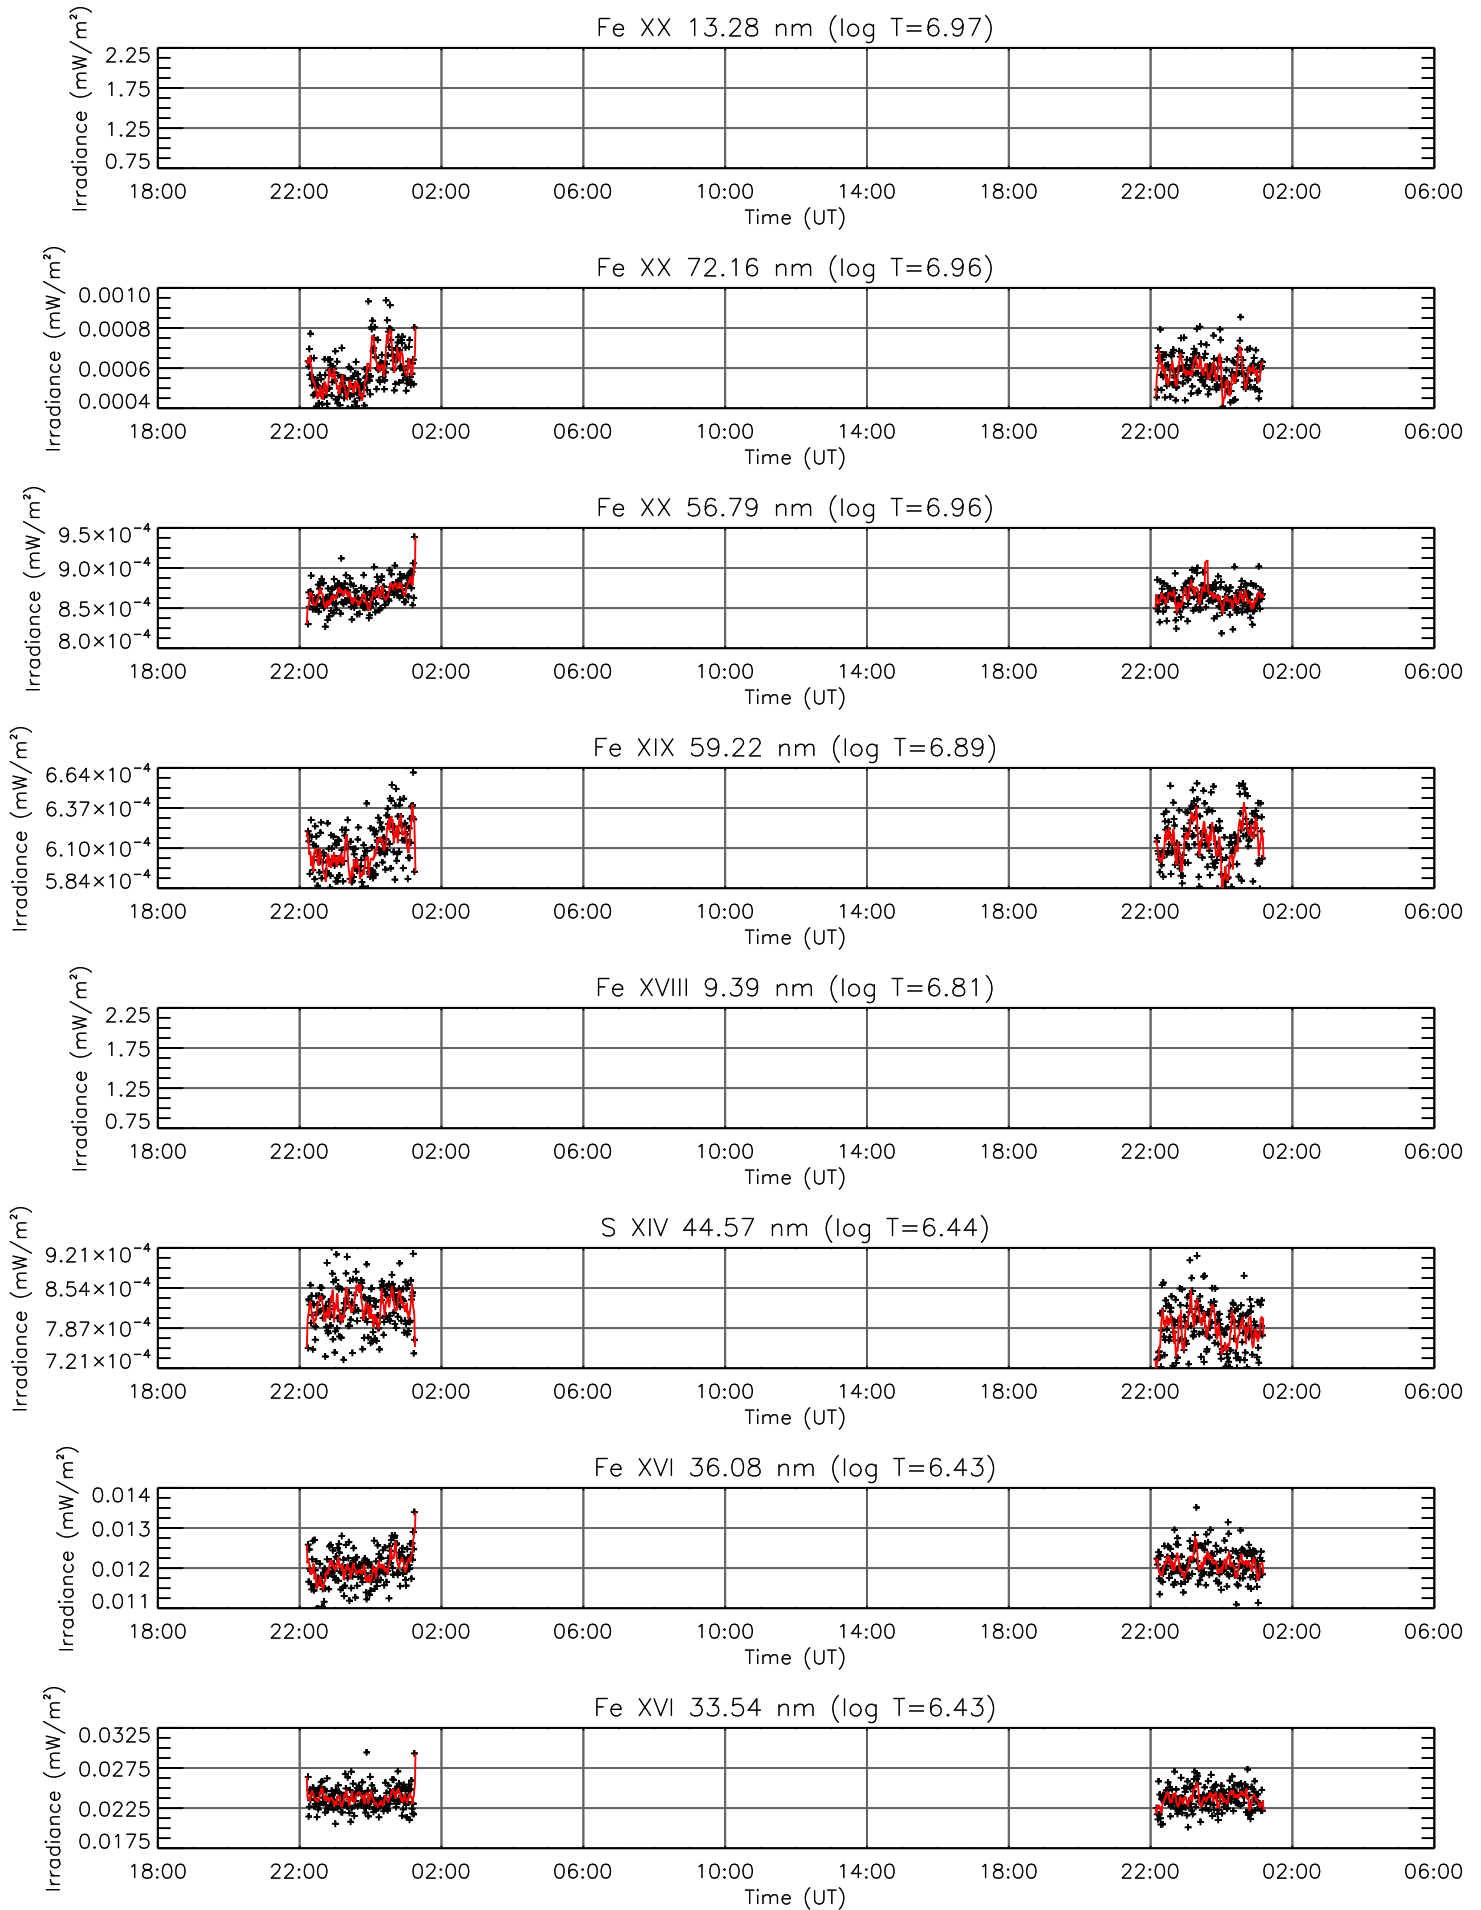 Fe XX 13.28 nm (log T=6.97)
Irradiance (mW/m²)
2.25
1.75
1.25
0.75
18:00 22:00 02:00 06:00 10:00 14:00 18:00 22:00 02:00 06:00
Time (UT)
Fe XX 72.16 nm (log T=6.96)
Irradiance (mW/m²)
0.0010
0.0008
0.0006
0.0004
18:00 22:00 02:00 06:00 10:00 14:00 18:00 22:00 02:00 06:00
Time (UT)
Fe XX 56.79 nm (log T=6.96)
Irradiance (mW/m²)
9.5×10⁻⁴
9.0×10⁻⁴
8.5×10⁻⁴
8.0×10⁻⁴
18:00 22:00 02:00 06:00 10:00 14:00 18:00 22:00 02:00 06:00
Time (UT)
Fe XIX 59.22 nm (log T=6.89)
Irradiance (mW/m²)
6.64×10⁻⁴
6.37×10⁻⁴
6.10×10⁻⁴
5.84×10⁻⁴
18:00 22:00 02:00 06:00 10:00 14:00 18:00 22:00 02:00 06:00
Time (UT)
Fe XVIII 9.39 nm (log T=6.81)
Irradiance (mW/m²)
2.25
1.75
1.25
0.75
18:00 22:00 02:00 06:00 10:00 14:00 18:00 22:00 02:00 06:00
Time (UT)
S XIV 44.57 nm (log T=6.44)
Irradiance (mW/m²)
9.21×10⁻⁴
8.54×10⁻⁴
7.87×10⁻⁴
7.21×10⁻⁴
18:00 22:00 02:00 06:00 10:00 14:00 18:00 22:00 02:00 06:00
Time (UT)
Fe XVI 36.08 nm (log T=6.43)
Irradiance (mW/m²)
0.014
0.013
0.012
0.011
18:00 22:00 02:00 06:00 10:00 14:00 18:00 22:00 02:00 06:00
Time (UT)
Fe XVI 33.54 nm (log T=6.43)
Irradiance (mW/m²)
0.0325
0.0275
0.0225
0.0175
18:00 22:00 02:00 06:00 10:00 14:00 18:00 22:00 02:00 06:00
Time (UT)